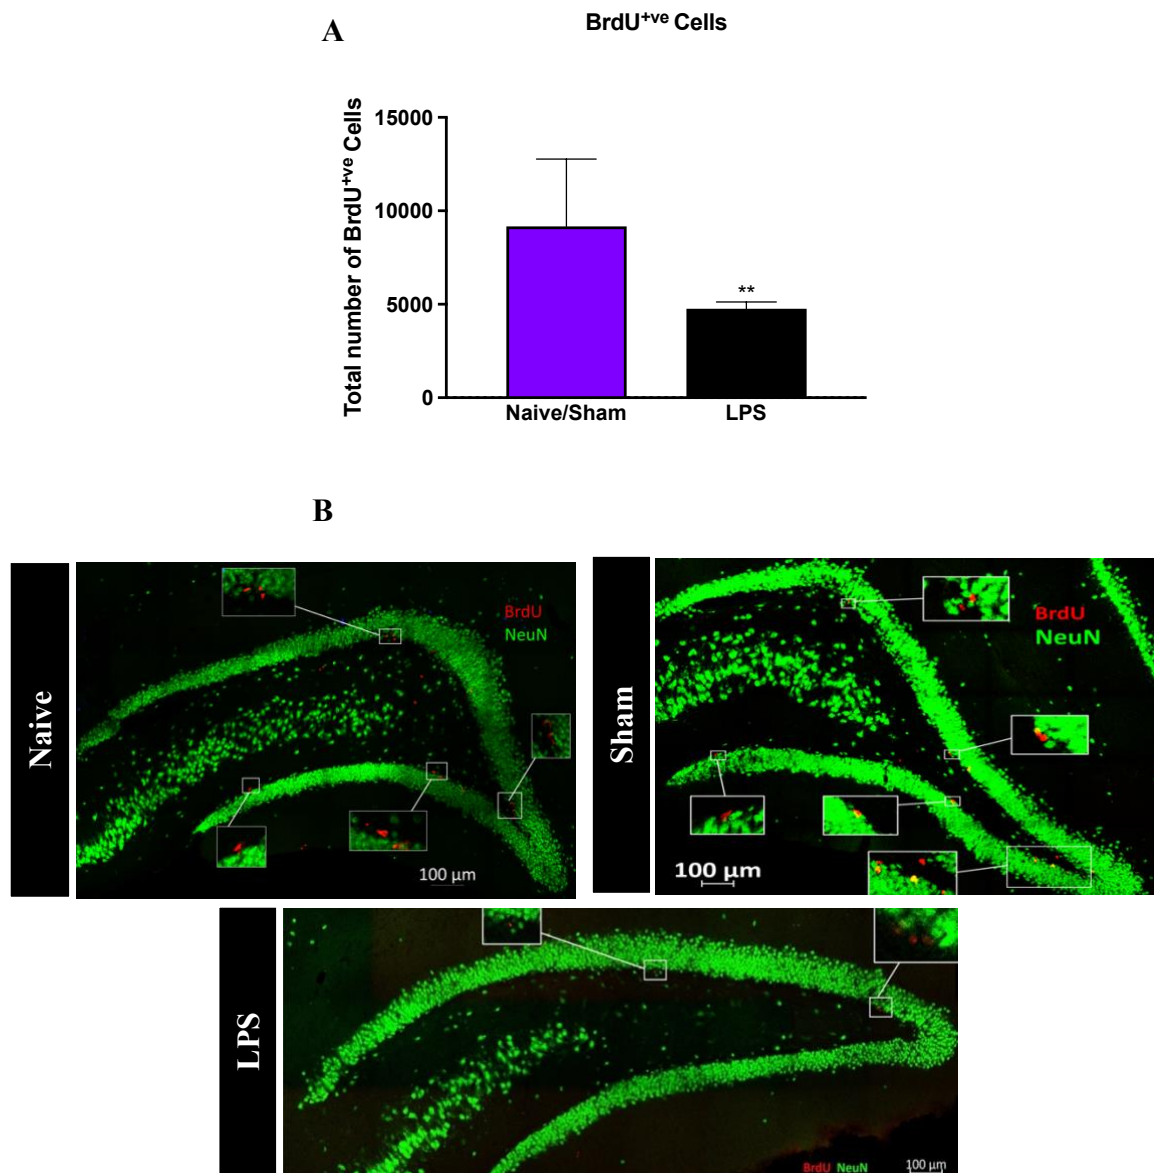 A
BrdU+ve Cells
Total number of BrdU+ve Cells
15000
10000
5000
0
**
Naive/Sham
LPS
B
Naive
BrdU
NeuN
100 µm
Sham
BrdU
NeuN
100 µm
LPS
BrdU NeuN
100 µm